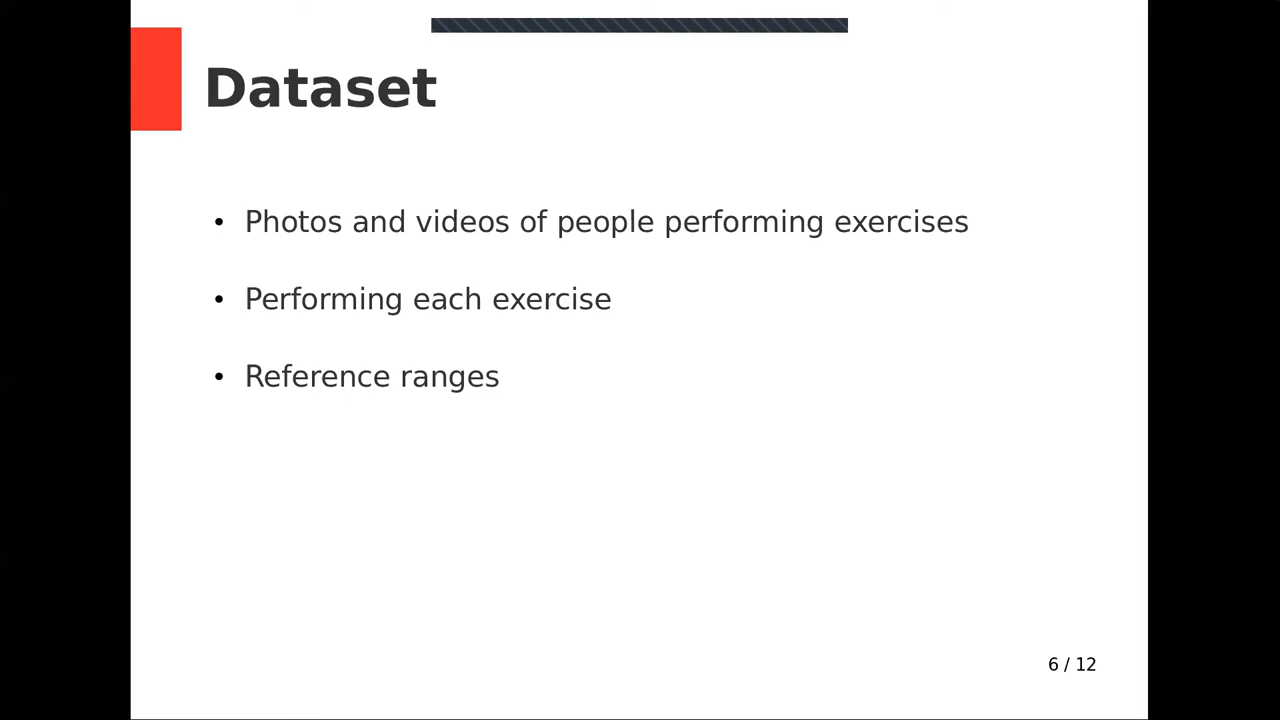 Dataset
• Photos and videos of people performing exercises
• Performing each exercise
• Reference ranges
6 / 12